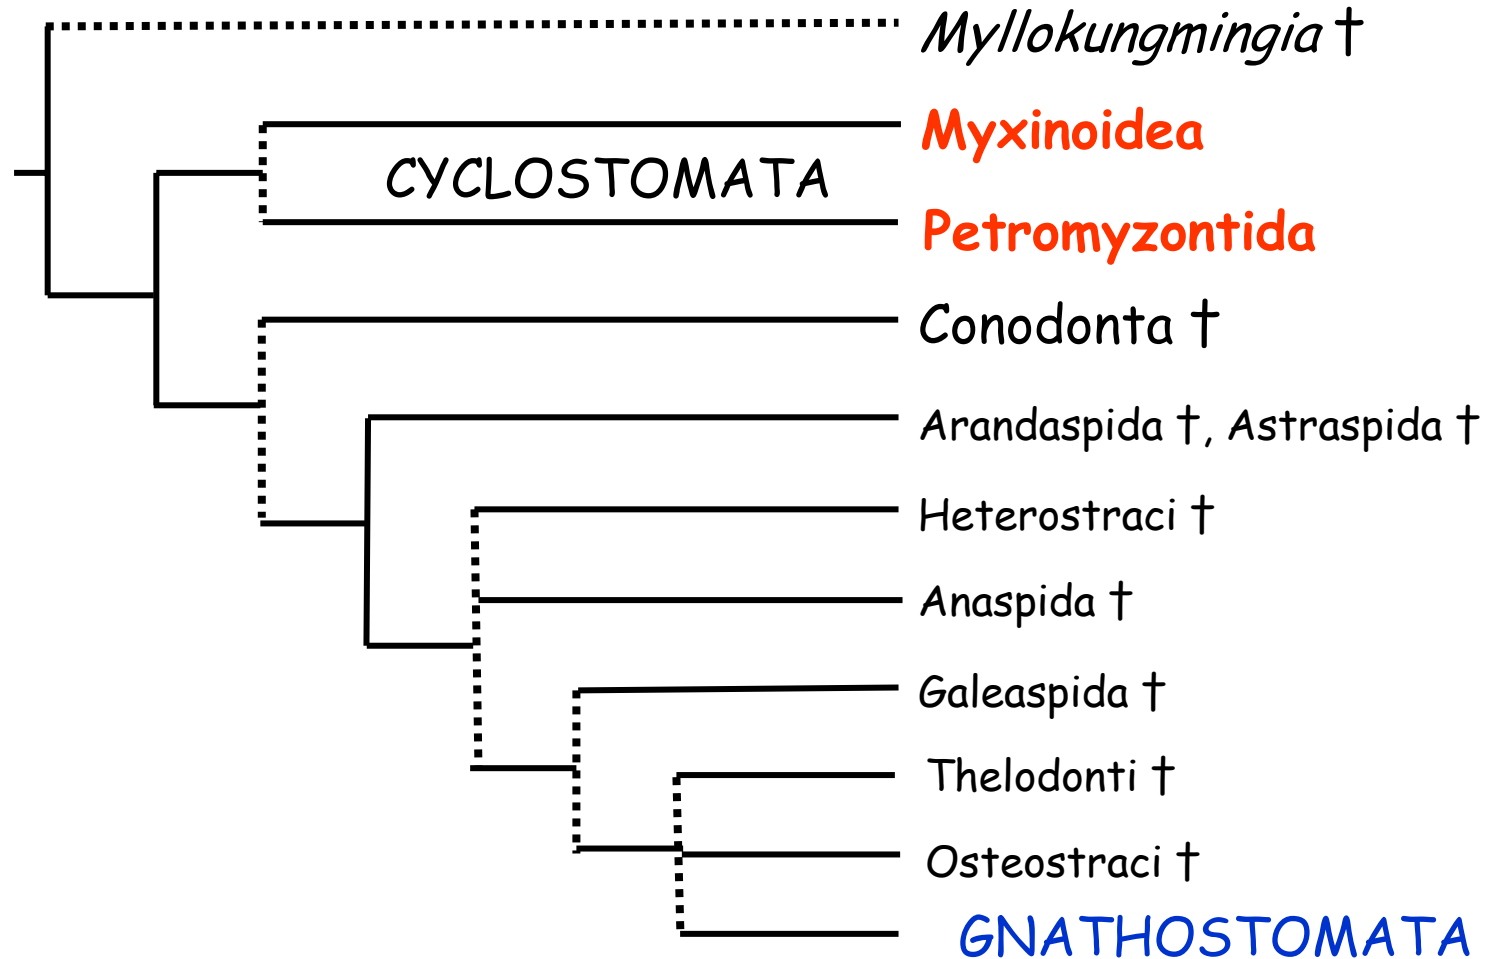 Myllokungmingia †
Myxinoidea
CYCLOSTOMATA
Petromyzontida
Conodonta †
Arandaspida †, Astraspida †
Heterostraci †
Anaspida †
Galeaspida †
Thelodonti †
Osteostraci †
GNATHOSTOMATA